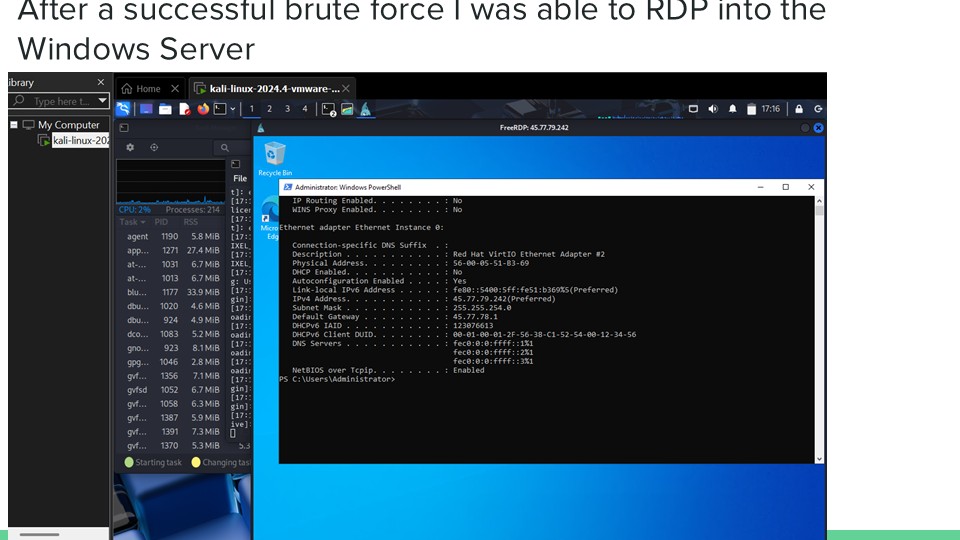 After a successful brute force I was able to RDP into the
Windows Server
Library
Home
kali-linux-2024.4-vmware-...
Type here t...
My Computer
kali-linux-202
1 2 3 4
17:16
FreeRDP: 45.77.79.242
Recycle Bin
Administrator: Windows PowerShell
File
CPU: 2% Processes: 214
Task PID RSS
agent 1190 5.8 MiB
app... 1271 27.4 MiB
at-... 1031 6.7 MiB
at-... 1013 6.7 MiB
blu... 1177 33.9 MiB
dbu... 1020 4.6 MiB
dbu... 924 4.9 MiB
dco... 1083 5.2 MiB
gno... 923 8.1 MiB
gpg... 1046 2.8 MiB
gvf... 1356 7.1 MiB
gvfsd 1052 6.7 MiB
gvf... 1058 6.3 MiB
gvf... 1387 5.9 MiB
gvf... 1391 7.3 MiB
gvf... 1370 5.3 MiB 5.3
Starting task Changing tas
IP Routing Enabled. . . . . . . . : No
WINS Proxy Enabled. . . . . . . . : No
Ethernet adapter Ethernet Instance 0:
Connection-specific DNS Suffix . :
Description . . . . . . . . . . . : Red Hat VirtIO Ethernet Adapter #2
Physical Address. . . . . . . . . : 56-00-05-51-B3-69
DHCP Enabled. . . . . . . . . . . : No
Autoconfiguration Enabled . . . . : Yes
Link-local IPv6 Address . . . . . : fe80::5400:5ff:fe51:b369%5(Preferred)
IPv4 Address. . . . . . . . . . . : 45.77.79.242(Preferred)
Subnet Mask . . . . . . . . . . . : 255.255.254.0
Default Gateway . . . . . . . . . : 45.77.78.1
DHCPv6 IAID . . . . . . . . . . . : 123076613
DHCPv6 Client DUID. . . . . . . . : 00-01-00-01-2F-56-38-C1-52-54-00-12-34-56
DNS Servers . . . . . . . . . . . : fec0:0:0:ffff::1%1
fec0:0:0:ffff::2%1
fec0:0:0:ffff::3%1
NetBIOS over Tcpip. . . . . . . . : Enabled
PS C:\Users\Administrator>